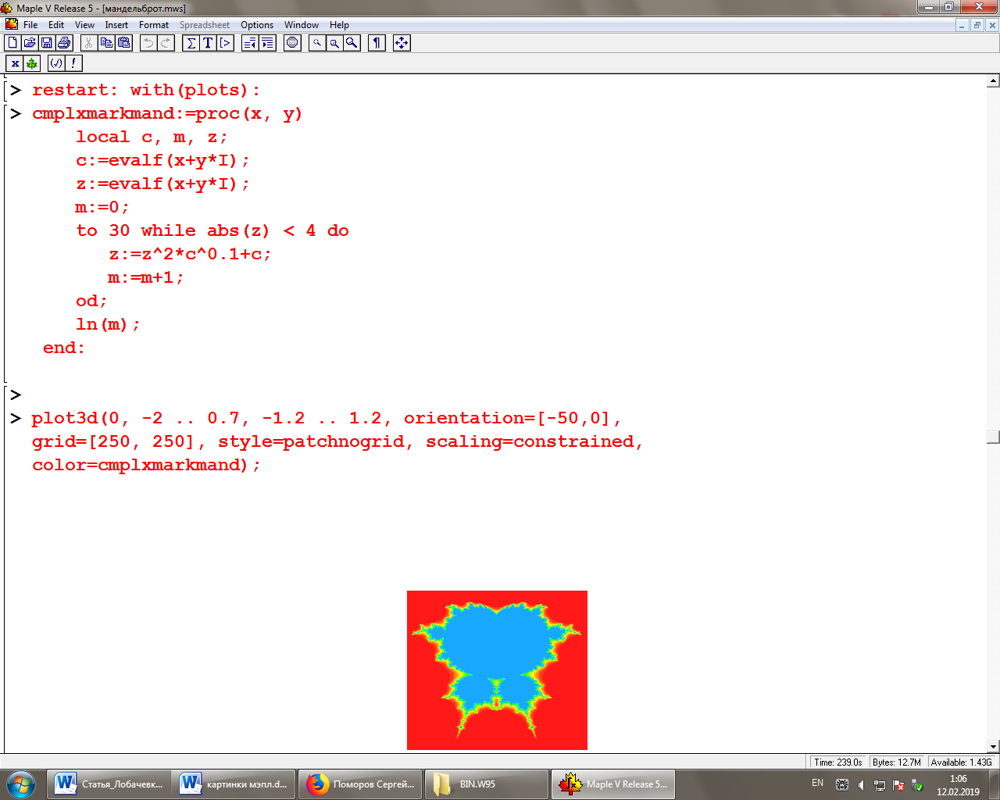 Maple V Release 5 - [мандельброт.mws]
File Edit View Insert Format Spreadsheet Options Window Help
> restart: with(plots):
> cmplxmarkmand:=proc(x, y)
local c, m, z;
c:=evalf(x+y*I);
z:=evalf(x+y*I);
m:=0;
to 30 while abs(z) < 4 do
z:=z^2*c^0.1+c;
m:=m+1;
od;
ln(m);
end:
>
> plot3d(0, -2 .. 0.7, -1.2 .. 1.2, orientation=[-50,0],
grid=[250, 250], style=patchnogrid, scaling=constrained,
color=cmplxmarkmand);
Time: 239.0s Bytes: 12.7M Available: 1.43G
Статья_Лобачевк... картинки мэпл.d... Поморов Сергей... BIN.W95 Maple V Release 5... EN 1:06
12.02.2019